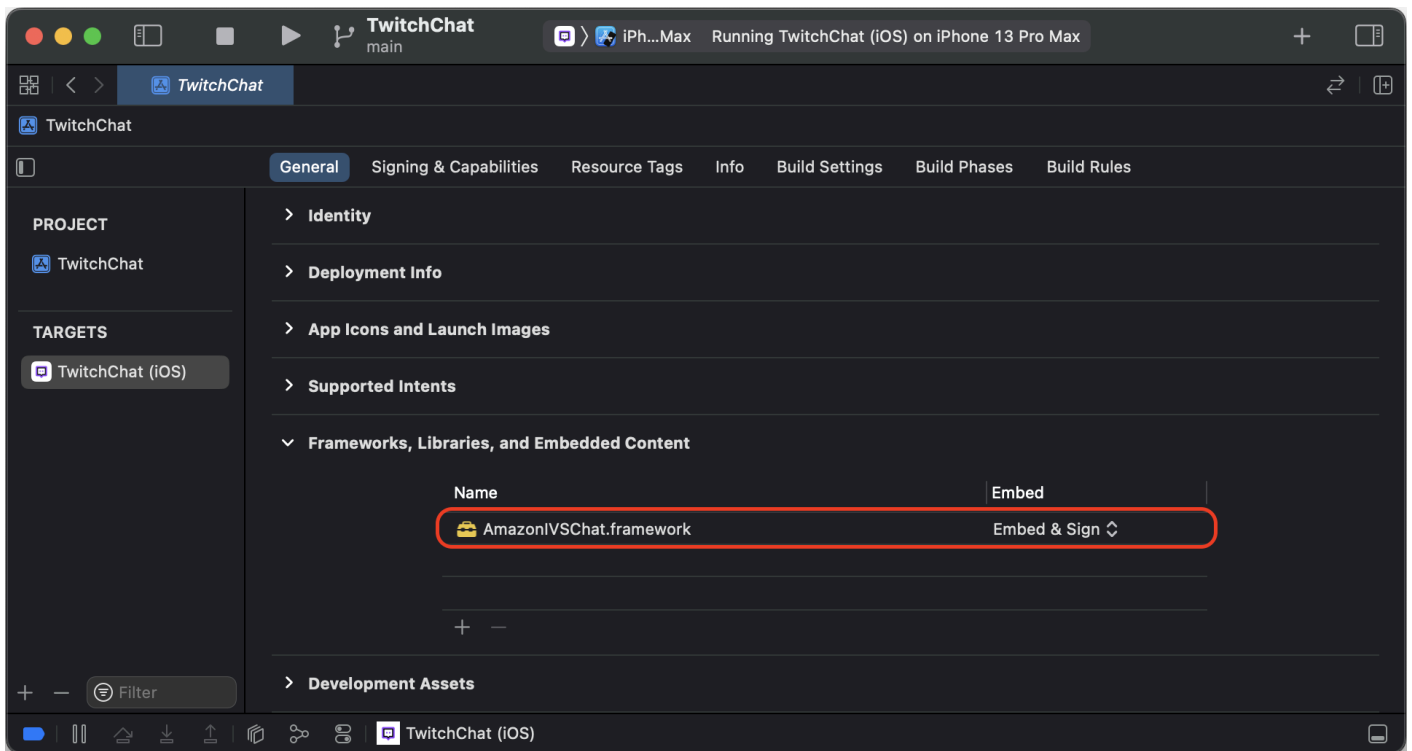 TwitchChat
main
iPh...Max Running TwitchChat (iOS) on iPhone 13 Pro Max
TwitchChat
TwitchChat
General Signing & Capabilities Resource Tags Info Build Settings Build Phases Build Rules
PROJECT
TwitchChat
TARGETS
TwitchChat (iOS)
Identity
Deployment Info
App Icons and Launch Images
Supported Intents
Frameworks, Libraries, and Embedded Content
Name Embed
AmazonIVSChat.framework Embed & Sign
Development Assets
Filter
TwitchChat (iOS)